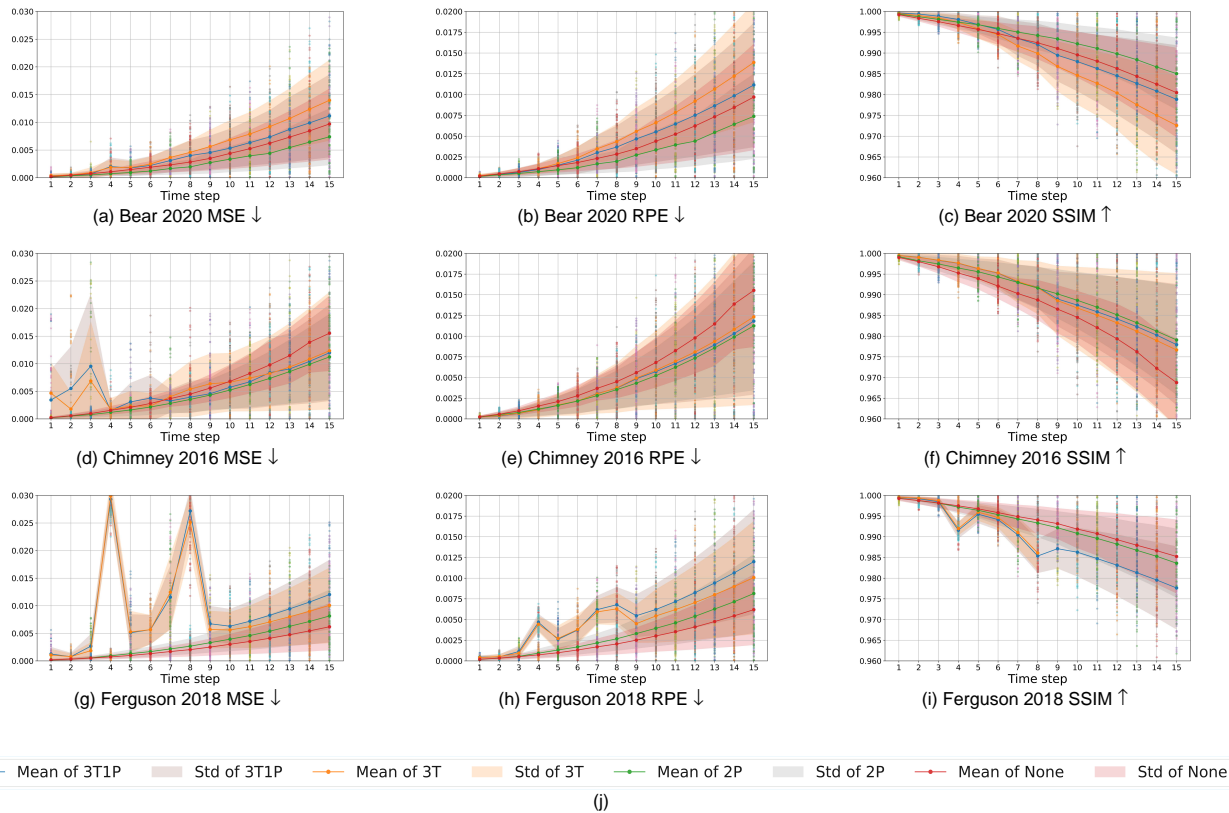 0.030
0.025
0.020
0.015
0.010
0.005
0.000
1 2 3 4 5 6 7 8 9 10 11 12 13 14 15
Time step
(a) Bear 2020 MSE ↓
0.0200
0.0175
0.0150
0.0125
0.0100
0.0075
0.0050
0.0025
0.0000
1 2 3 4 5 6 7 8 9 10 11 12 13 14 15
Time step
(b) Bear 2020 RPE ↓
1.000
0.995
0.990
0.985
0.980
0.975
0.970
0.965
0.960
1 2 3 4 5 6 7 8 9 10 11 12 13 14 15
Time step
(c) Bear 2020 SSIM ↑
0.030
0.025
0.020
0.015
0.010
0.005
0.000
1 2 3 4 5 6 7 8 9 10 11 12 13 14 15
Time step
(d) Chimney 2016 MSE ↓
0.0200
0.0175
0.0150
0.0125
0.0100
0.0075
0.0050
0.0025
0.0000
1 2 3 4 5 6 7 8 9 10 11 12 13 14 15
Time step
(e) Chimney 2016 RPE ↓
1.000
0.995
0.990
0.985
0.980
0.975
0.970
0.965
0.960
1 2 3 4 5 6 7 8 9 10 11 12 13 14 15
Time step
(f) Chimney 2016 SSIM ↑
0.030
0.025
0.020
0.015
0.010
0.005
0.000
1 2 3 4 5 6 7 8 9 10 11 12 13 14 15
Time step
(g) Ferguson 2018 MSE ↓
0.0200
0.0175
0.0150
0.0125
0.0100
0.0075
0.0050
0.0025
0.0000
1 2 3 4 5 6 7 8 9 10 11 12 13 14 15
Time step
(h) Ferguson 2018 RPE ↓
1.000
0.995
0.990
0.985
0.980
0.975
0.970
0.965
0.960
1 2 3 4 5 6 7 8 9 10 11 12 13 14 15
Time step
(i) Ferguson 2018 SSIM ↑
Mean of 3T1P Std of 3T1P Mean of 3T Std of 3T Mean of 2P Std of 2P Mean of None Std of None
(j)